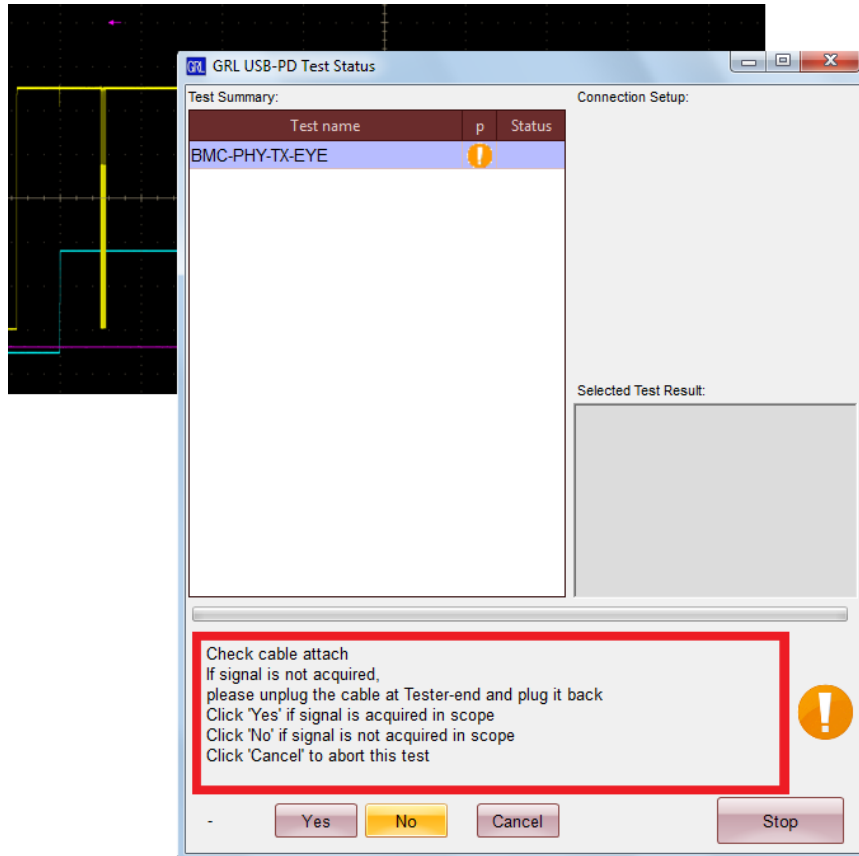 GRL GRL USB-PD Test Status
Test Summary:
Connection Setup:
Test name p Status
BMC-PHY-TX-EYE
Selected Test Result:
Check cable attach
If signal is not acquired,
please unplug the cable at Tester-end and plug it back
Click 'Yes' if signal is acquired in scope
Click 'No' if signal is not acquired in scope
Click 'Cancel' to abort this test
- Yes No Cancel Stop